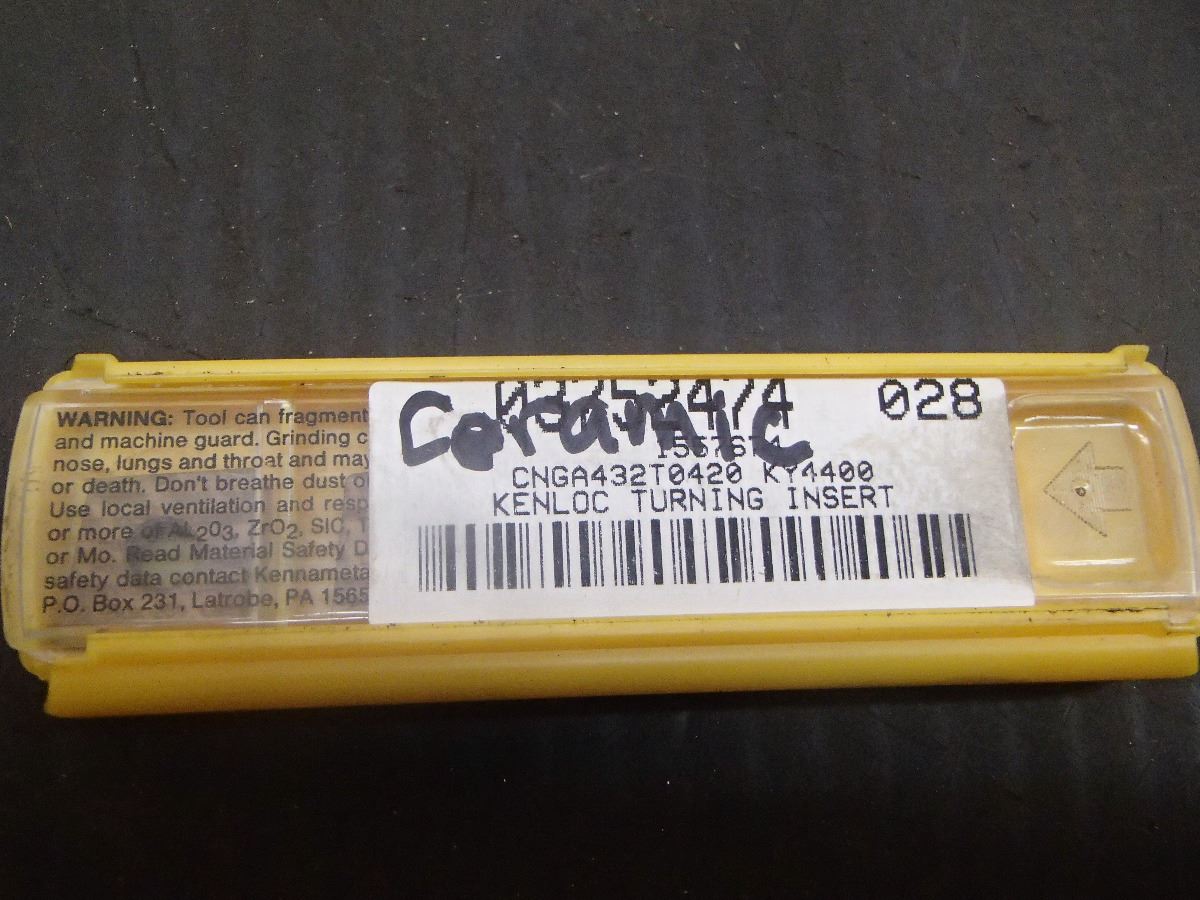 WARNING: Tool can fragment
and machine guard. Grinding c
nose, lungs and throat and may
or death. Don't breathe dust o
Use local ventilation and resp
or more of AL2O3, ZrO2, SIC, T
or Mo. Read Material Safety D
safety data contact Kennameta
P.O. Box 231, Latrobe, PA 1565
Ceramic
028
CNGA432T0420 KY4400
KENLOC TURNING INSERT